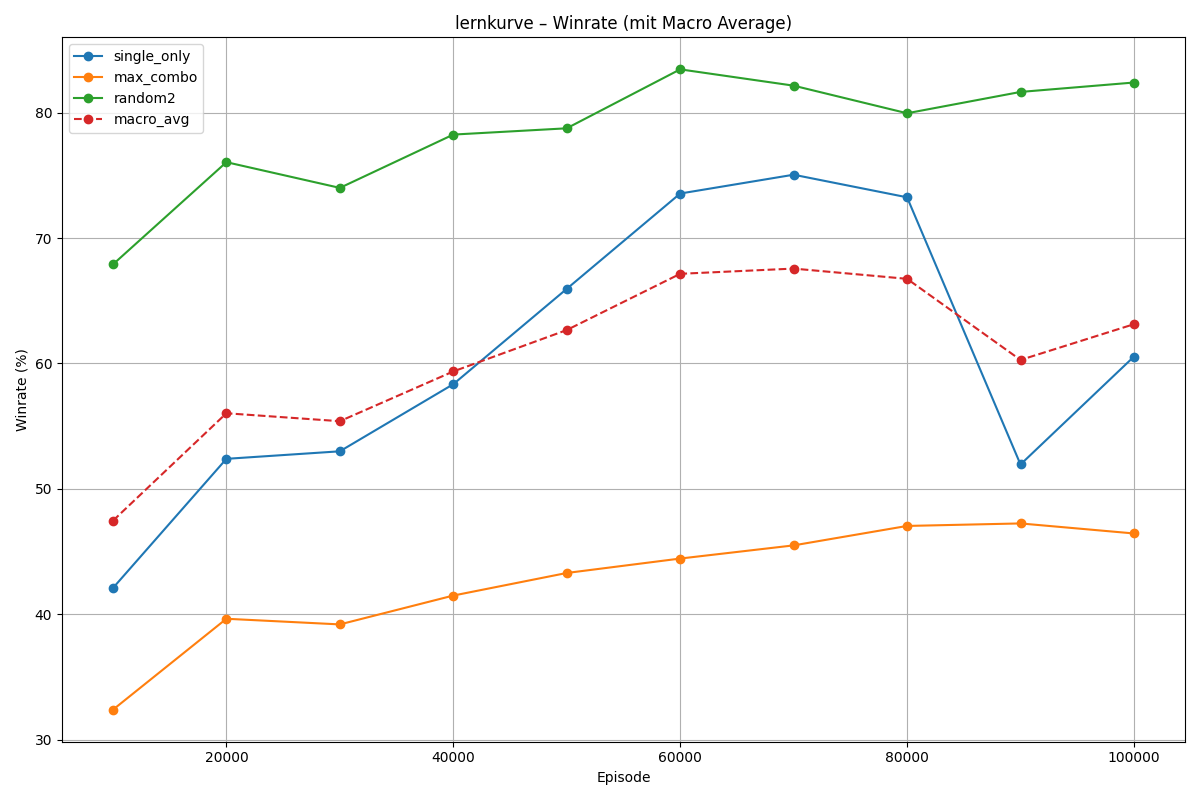 lernkurve – Winrate (mit Macro Average)
single_only
max_combo
random2
macro_avg
Winrate (%)
80
70
60
50
40
30
20000 40000 60000 80000 100000
Episode